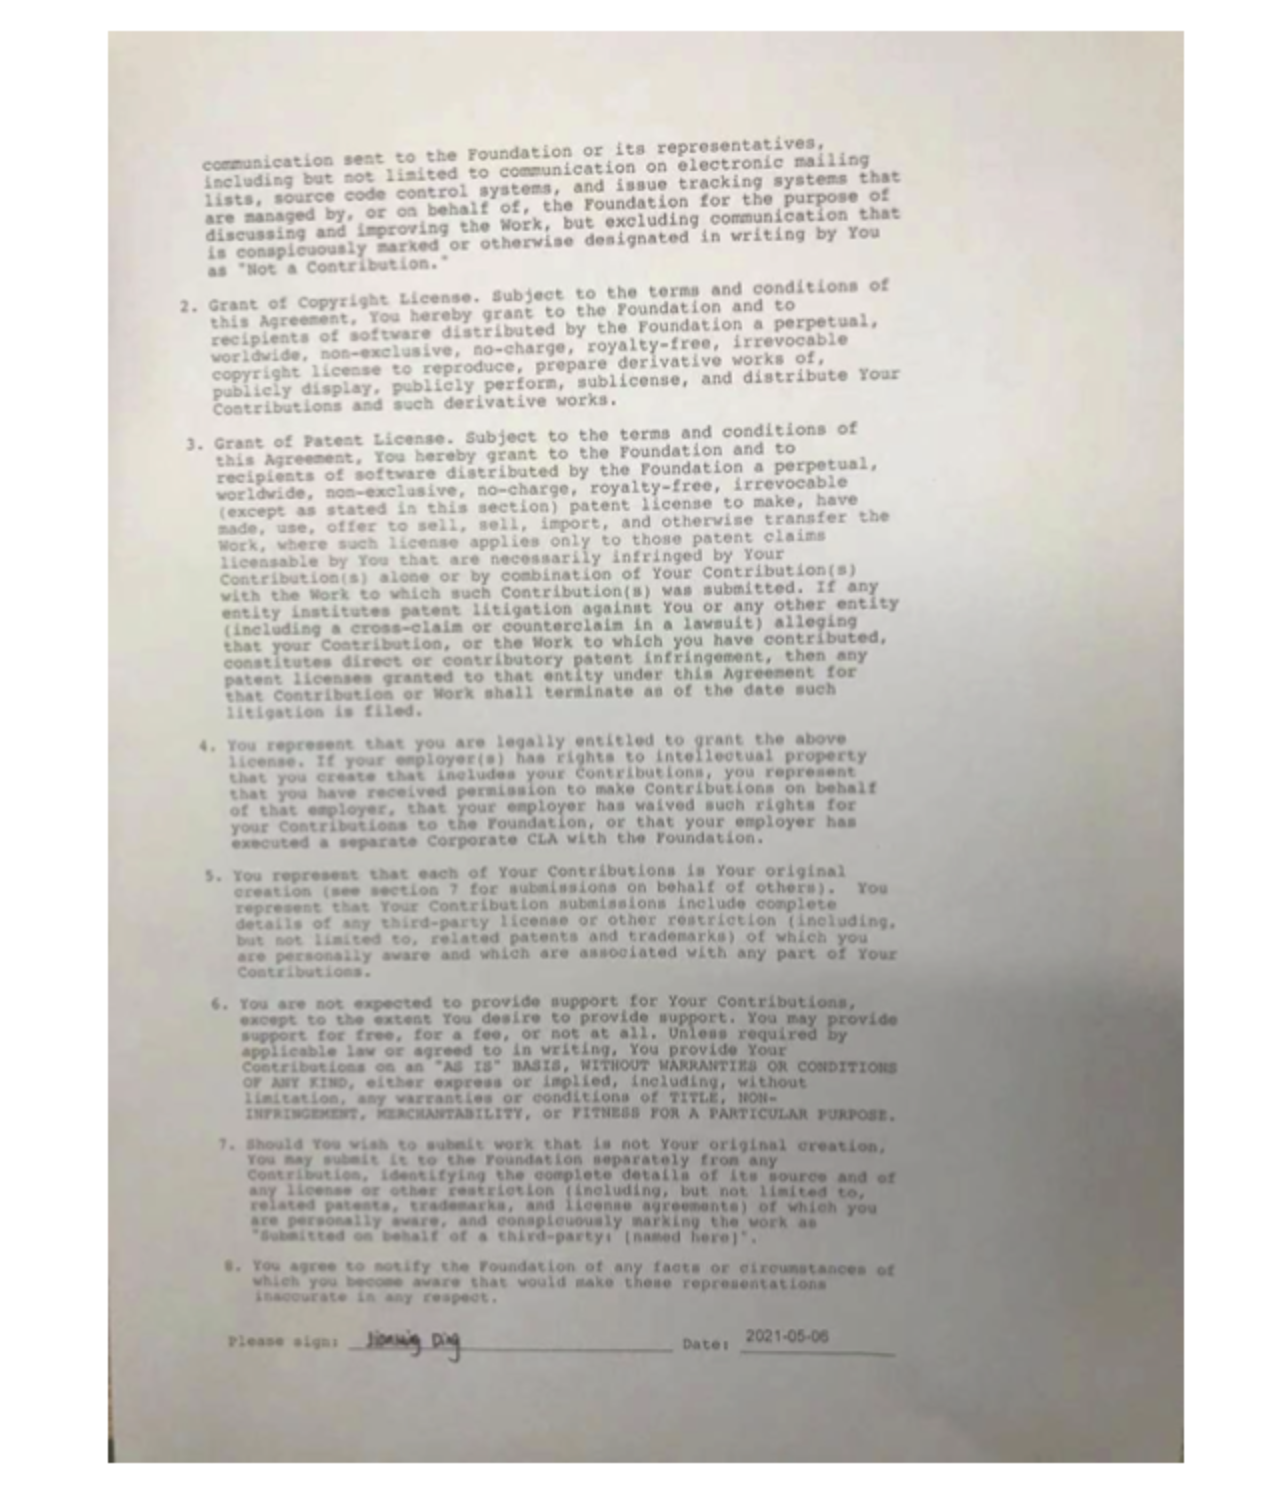 communication sent to the Foundation or its representatives,
including but not limited to communication on electronic mailing
lists, source code control systems, and issue tracking systems that
are managed by, or on behalf of, the Foundation for the purpose of
discussing and improving the Work, but excluding communication that
is conspicuously marked or otherwise designated in writing by You
as "Not a Contribution."
2. Grant of Copyright License. Subject to the terms and conditions of
this Agreement, You hereby grant to the Foundation and to
recipients of software distributed by the Foundation a perpetual,
worldwide, non-exclusive, no-charge, royalty-free, irrevocable
copyright license to reproduce, prepare derivative works of,
publicly display, publicly perform, sublicense, and distribute Your
Contributions and such derivative works.
3. Grant of Patent License. Subject to the terms and conditions of
this Agreement, You hereby grant to the Foundation and to
recipients of software distributed by the Foundation a perpetual,
worldwide, non-exclusive, no-charge, royalty-free, irrevocable
(except as stated in this section) patent license to make, have
made, use, offer to sell, sell, import, and otherwise transfer the
Work, where such license applies only to those patent claims
licensable by You that are necessarily infringed by Your
Contribution(s) alone or by combination of Your Contribution(s)
with the Work to which such Contribution(s) was submitted. If any
entity institutes patent litigation against You or any other entity
(including a cross-claim or counterclaim in a lawsuit) alleging
that your Contribution, or the Work to which you have contributed,
constitutes direct or contributory patent infringement, then any
patent licenses granted to that entity under this Agreement for
that Contribution or Work shall terminate as of the date such
litigation is filed.
4. You represent that you are legally entitled to grant the above
license. If your employer(s) has rights to intellectual property
that you create that includes your Contributions, you represent
that you have received permission to make Contributions on behalf
of that employer, that your employer has waived such rights for
your Contributions to the Foundation, or that your employer has
executed a separate Corporate CLA with the Foundation.
5. You represent that each of Your Contributions is Your original
creation (see section 7 for submissions on behalf of others). You
represent that Your Contribution submissions include complete
details of any third-party license or other restriction (including,
but not limited to, related patents and trademarks) of which you
are personally aware and which are associated with any part of Your
Contributions.
6. You are not expected to provide support for Your Contributions,
except to the extent You desire to provide support. You may provide
support for free, for a fee, or not at all. Unless required by
applicable law or agreed to in writing, You provide Your
Contributions on an "AS IS" BASIS, WITHOUT WARRANTIES OR CONDITIONS
OF ANY KIND, either express or implied, including, without
limitation, any warranties or conditions of TITLE, NON-
INFRINGEMENT, MERCHANTABILITY, or FITNESS FOR A PARTICULAR PURPOSE.
7. Should You wish to submit work that is not Your original creation,
You may submit it to the Foundation separately from any
Contribution, identifying the complete details of its source and of
any license or other restriction (including, but not limited to,
related patents, trademarks, and license agreements) of which you
are personally aware, and conspicuously marking the work as
"Submitted on behalf of a third-party: [named here]".
8. You agree to notify the Foundation of any facts or circumstances of
which you become aware that would make these representations
inaccurate in any respect.
Please sign: Date: 2021-05-06